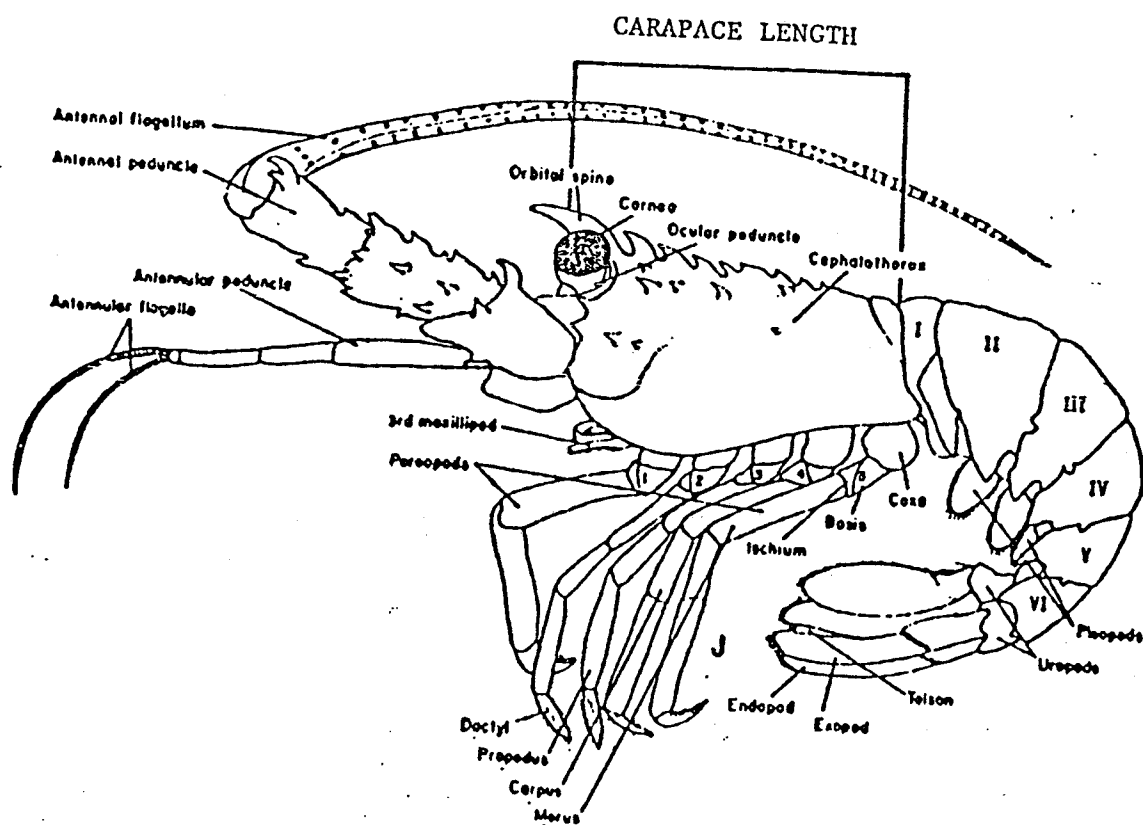 CARAPACE LENGTH
Antennal flagellum
Antennal peduncle
Orbital spine
Cornea
Ocular peduncle
Cephalothorax
Antennular peduncle
Antennular flagella
I
II
III
3rd maxilliped
Pereopods
1
2
3
4
5
IV
Coxa
Basis
Ischium
V
VI
Pleopods
Uropods
J
Telson
Endopod
Exopod
Dactyl
Propodus
Carpus
Merus